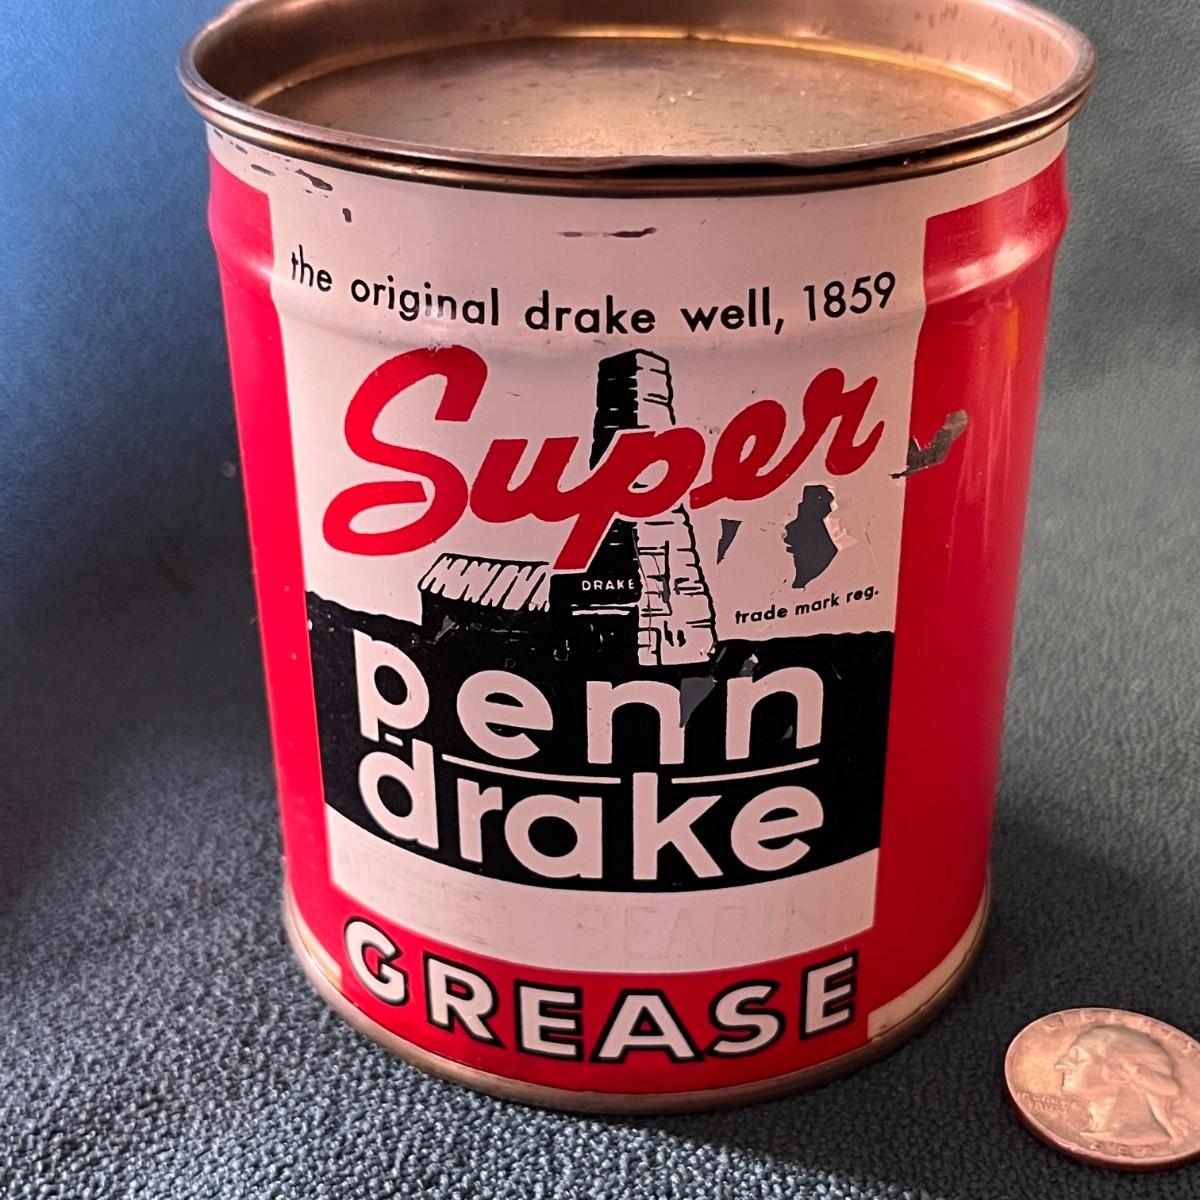 the original drake well, 1859
Super
DRAKE
trade mark reg.
penn
drake
GREASE